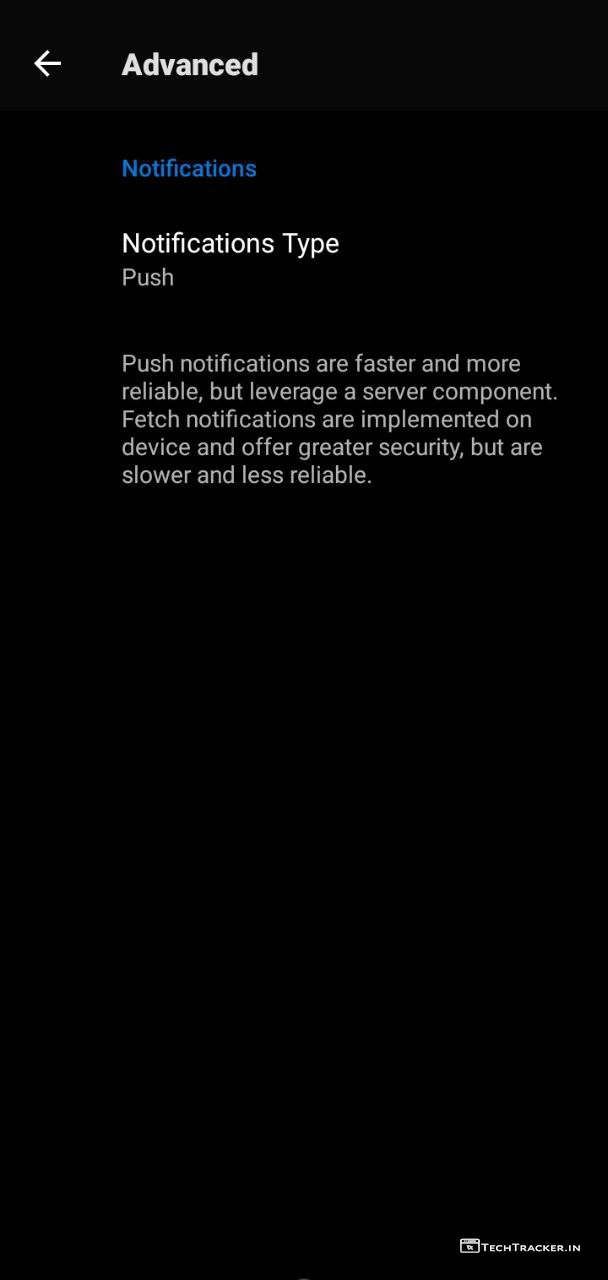 Advanced
Notifications
Notifications Type
Push
Push notifications are faster and more
reliable, but leverage a server component.
Fetch notifications are implemented on
device and offer greater security, but are
slower and less reliable.
TECHTRACKER.IN